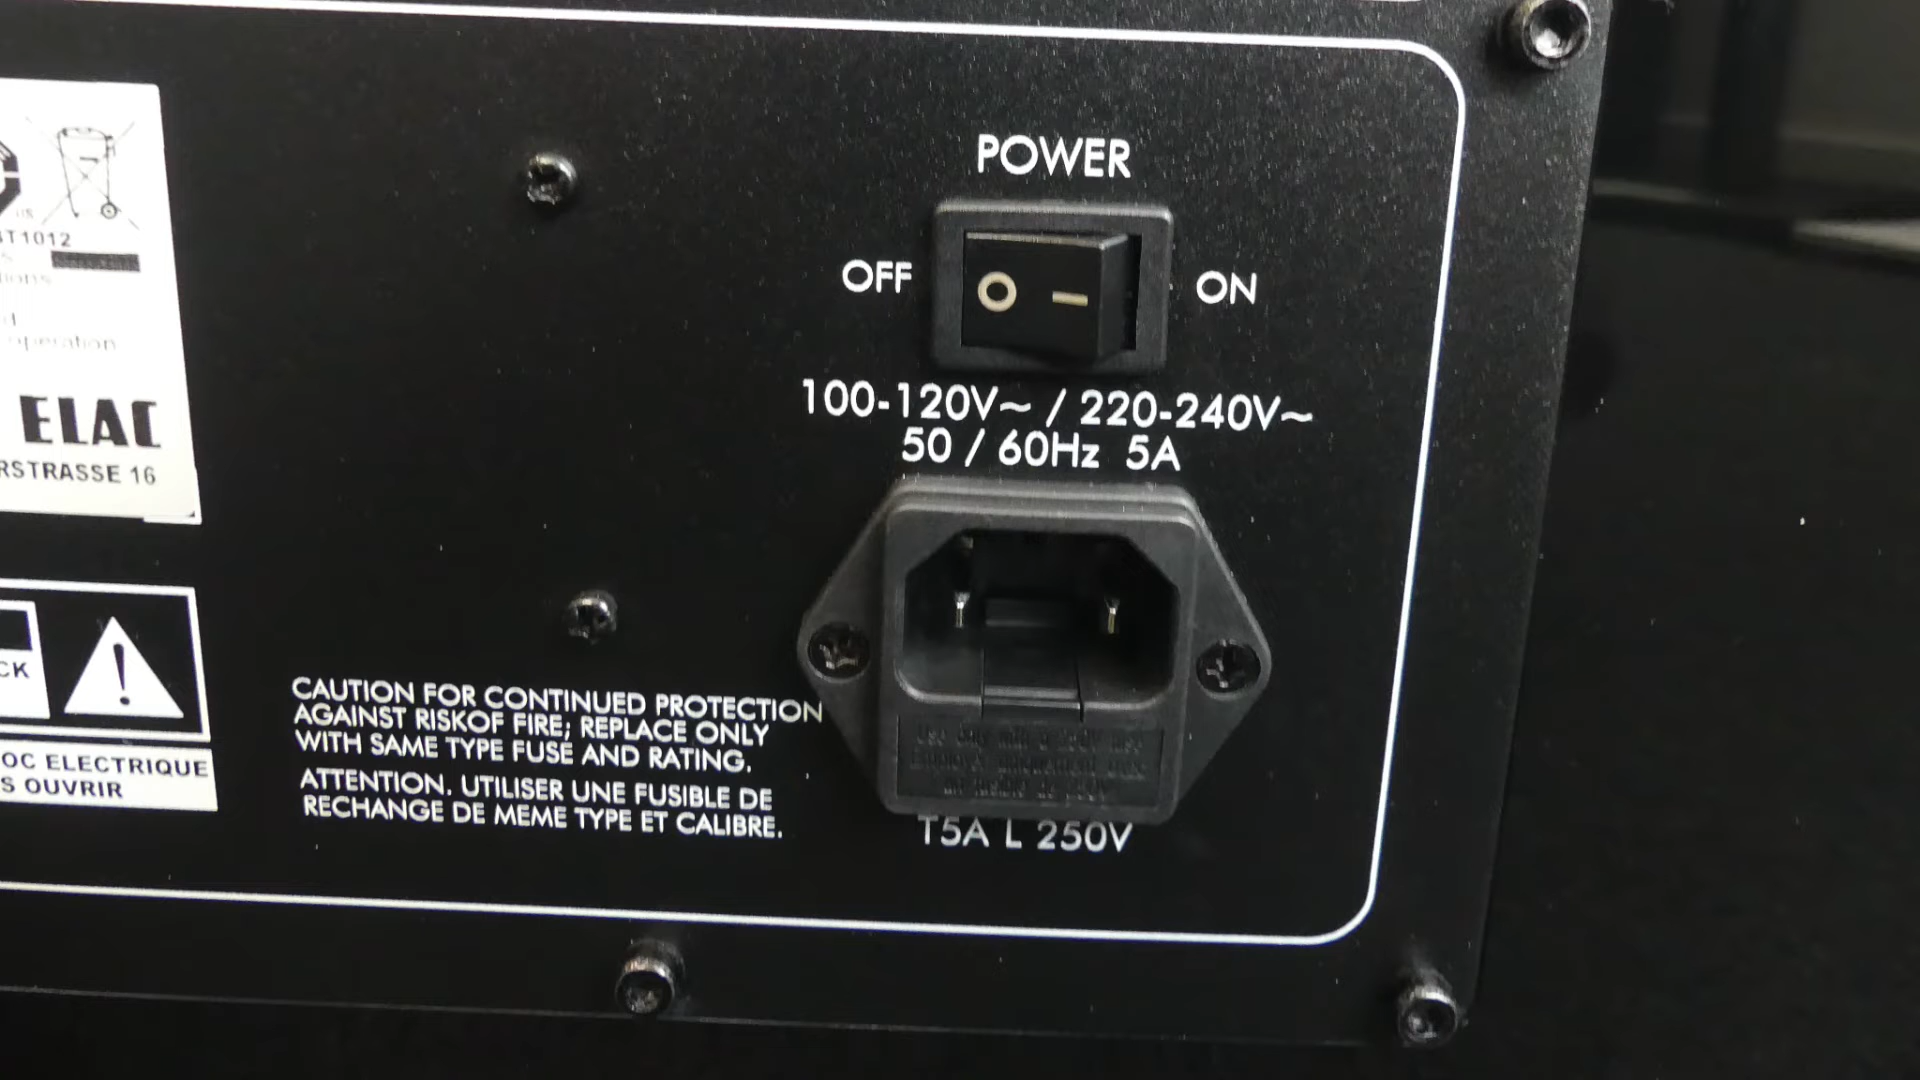 T1012
operation
ELAC
RSTRASSE 16
CK
OC ELECTRIQUE
S OUVRIR
POWER
OFF
O
ON
100-120V~ / 220-240V~
50 / 60Hz 5A
CAUTION FOR CONTINUED PROTECTION
AGAINST RISKOF FIRE; REPLACE ONLY
WITH SAME TYPE FUSE AND RATING.
ATTENTION. UTILISER UNE FUSIBLE DE
RECHANGE DE MEME TYPE ET CALIBRE.
T5A L 250V